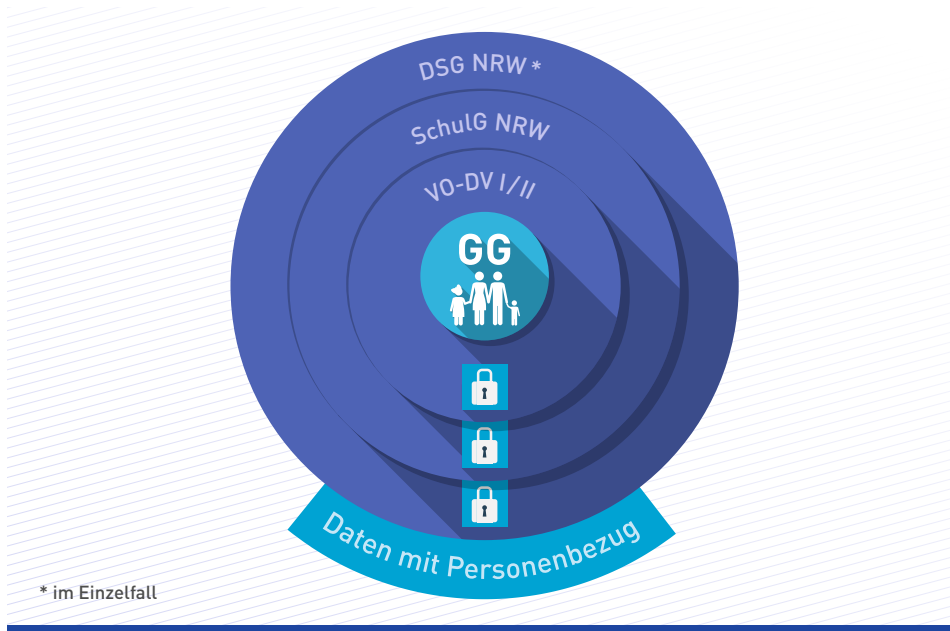 DSG NRW *
SchulG NRW
VO-DV I/II
GG
Daten mit Personenbezug
* im Einzelfall